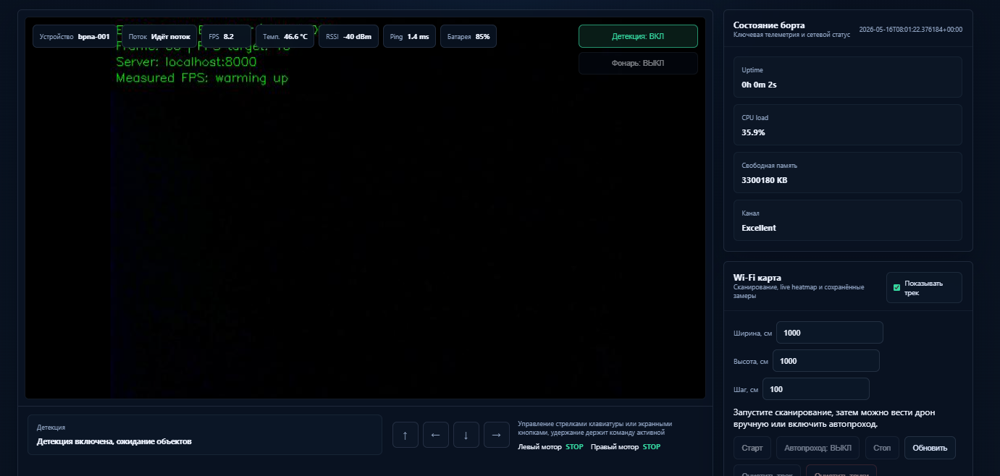 Устройство bpna-001
Поток Идёт поток
FPS 8.2
Темп. 46.6 °C
RSSI -40 dBm
Ping 1.4 ms
Батарея 85%
Детекция: ВКЛ
Фонарь: ВЫКЛ
Server: localhost:8000
Measured FPS: warming up
Детекция
Детекция включена, ожидание объектов
↑ ← ↓ →
Управление стрелками клавиатуры или экранными
кнопками, удержание держит команду активной
Левый мотор STOP Правый мотор STOP
Состояние борта
Ключевая телеметрия и сетевой статус
2026-05-16T08:01:22.376184+00:00
Uptime
0h 0m 2s
CPU load
35.9%
Свободная память
3300180 KB
Канал
Excellent
Wi-Fi карта
Сканирование, live heatmap и сохранённые
замеры
Показывать
трек
Ширина, см 1000
Высота, см 1000
Шаг, см 100
Запустите сканирование, затем можно вести дрон
вручную или включить автопроход.
Старт
Автопроход: ВЫКЛ
Стоп
Обновить
Очистить трек
Очистить точки